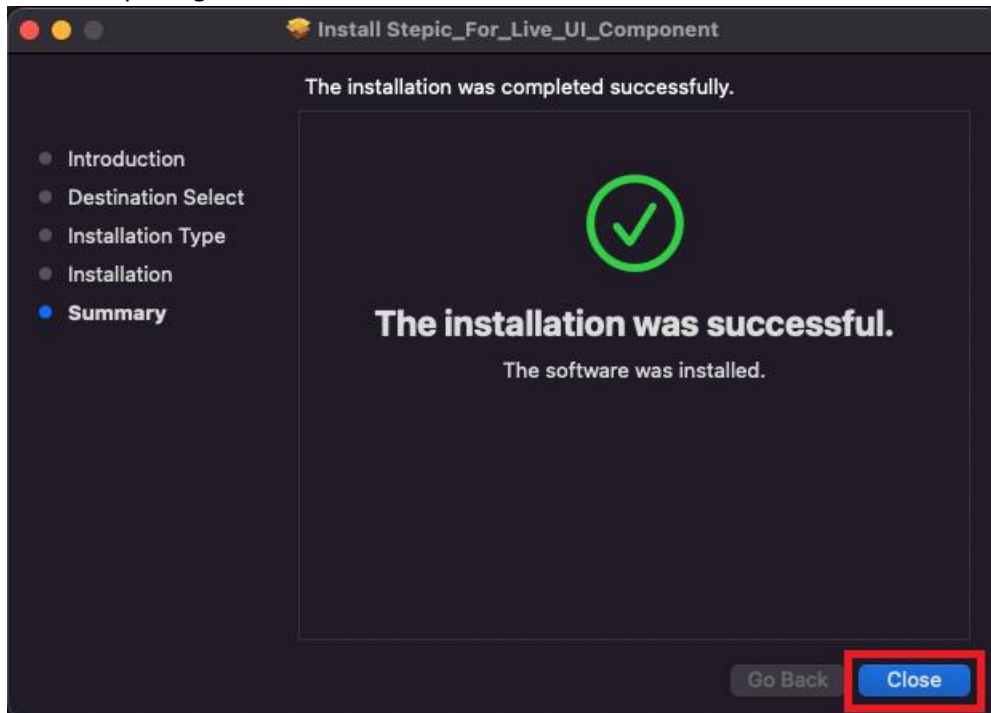 Install Stepic_For_Live_UI_Component
The installation was completed successfully.
Introduction
Destination Select
Installation Type
Installation
Summary
The installation was successful.
The software was installed.
Go Back
Close